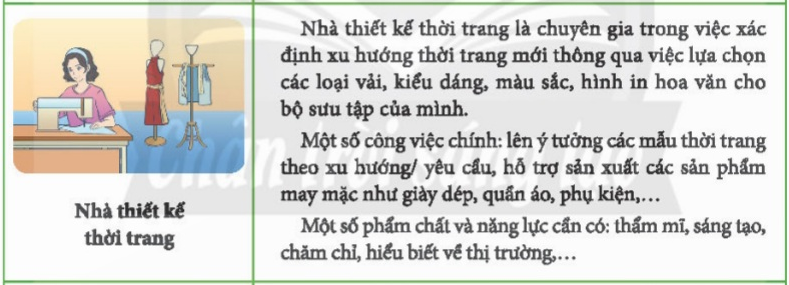 Nhà thiết kế
thời trang
Nhà thiết kế thời trang là chuyên gia trong việc xác
định xu hướng thời trang mới thông qua việc lựa chọn
các loại vải, kiểu dáng, màu sắc, hình in hoa văn cho
bộ sưu tập của mình.
Một số công việc chính: lên ý tưởng các mẫu thời trang
theo xu hướng/ yêu cầu, hỗ trợ sản xuất các sản phẩm
may mặc như giày dép, quần áo, phụ kiện,...
Một số phẩm chất và năng lực cần có: thẩm mĩ, sáng tạo,
chăm chỉ, hiểu biết về thị trường,...